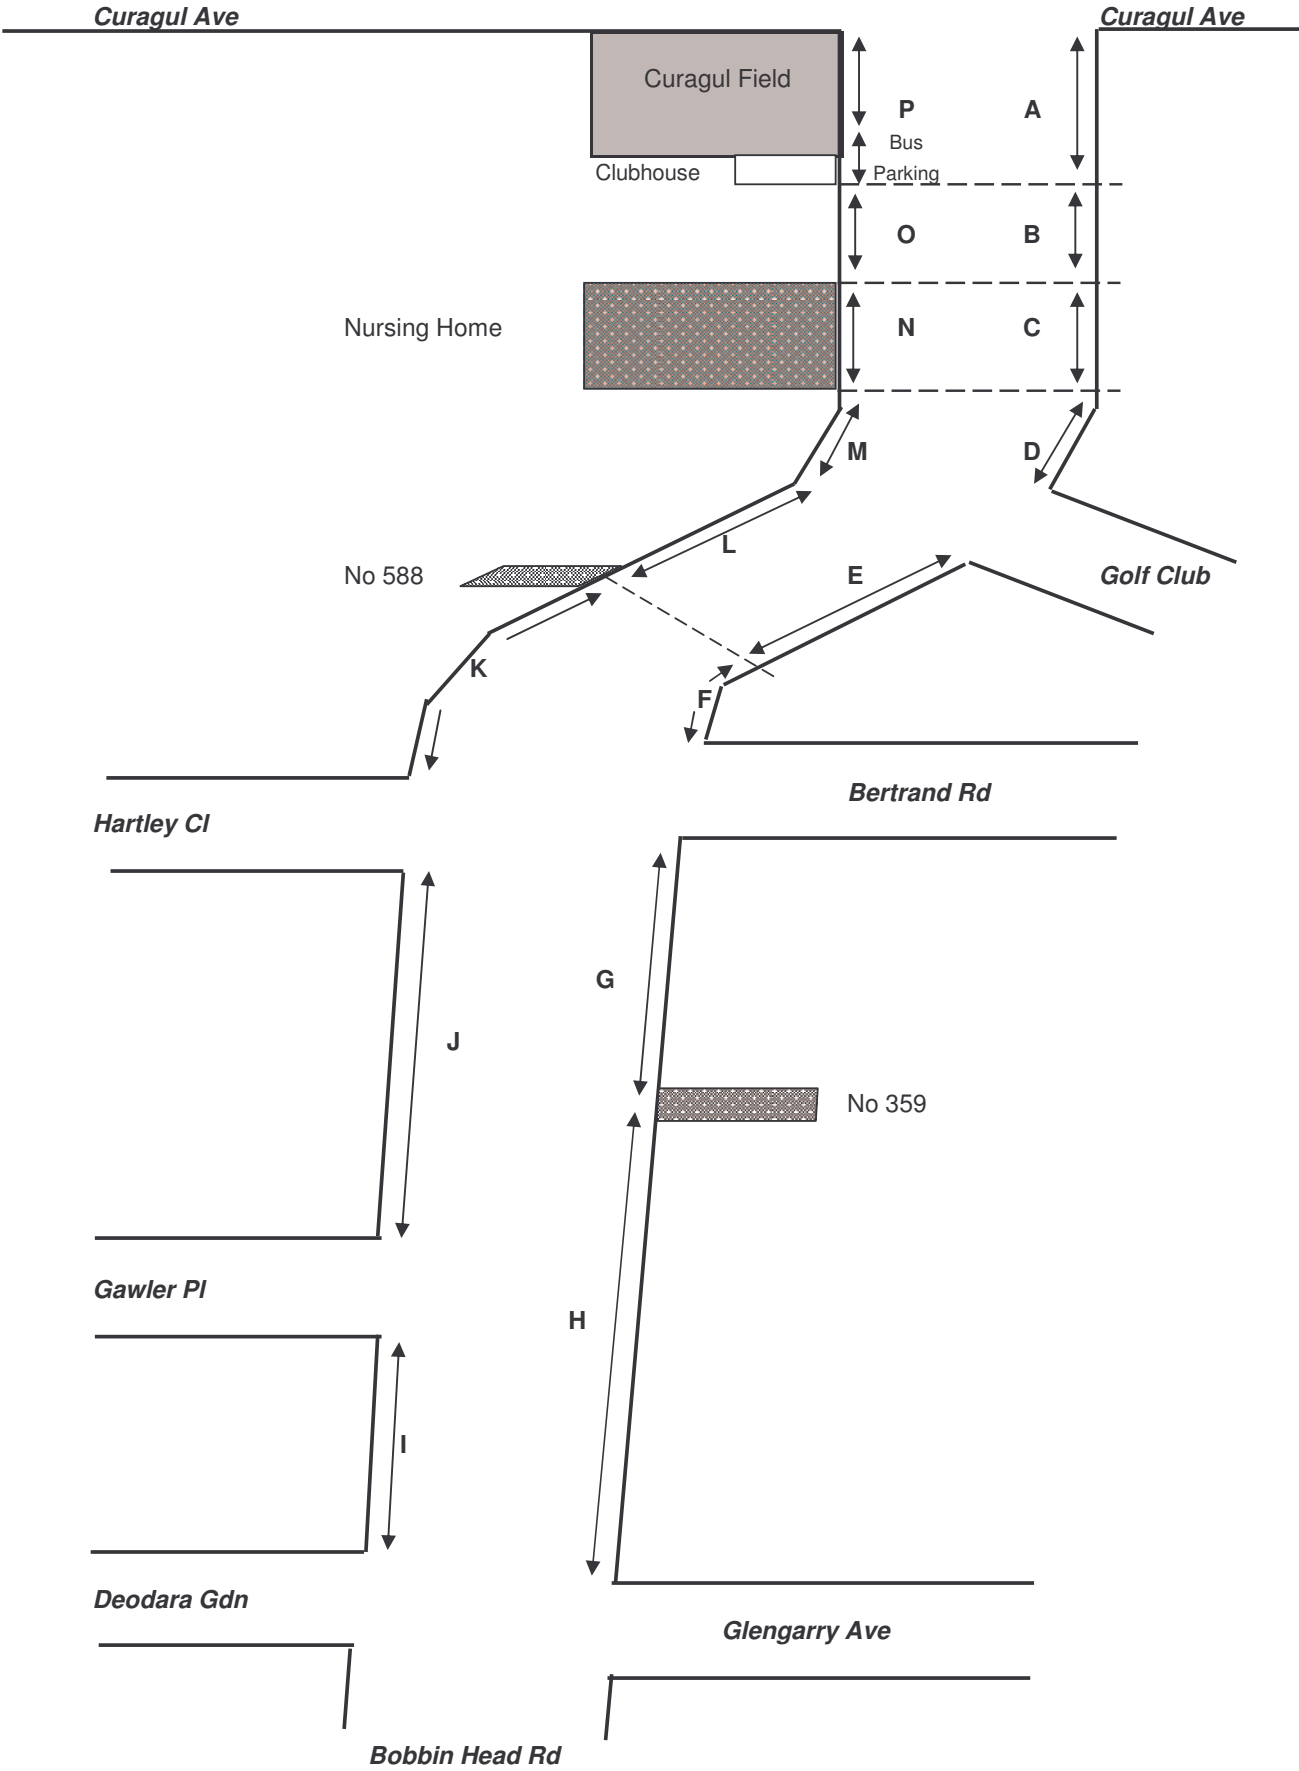 Curagul Ave
Curagul Ave
Curagul Field
P
A
Bus
Clubhouse
Parking
O
B
Nursing Home
N
C
M
D
L
No 588
E
Golf Club
K
F
Bertrand Rd
Hartley Cl
G
J
No 359
Gawler Pl
H
I
Deodara Gdn
Glengarry Ave
Bobbin Head Rd